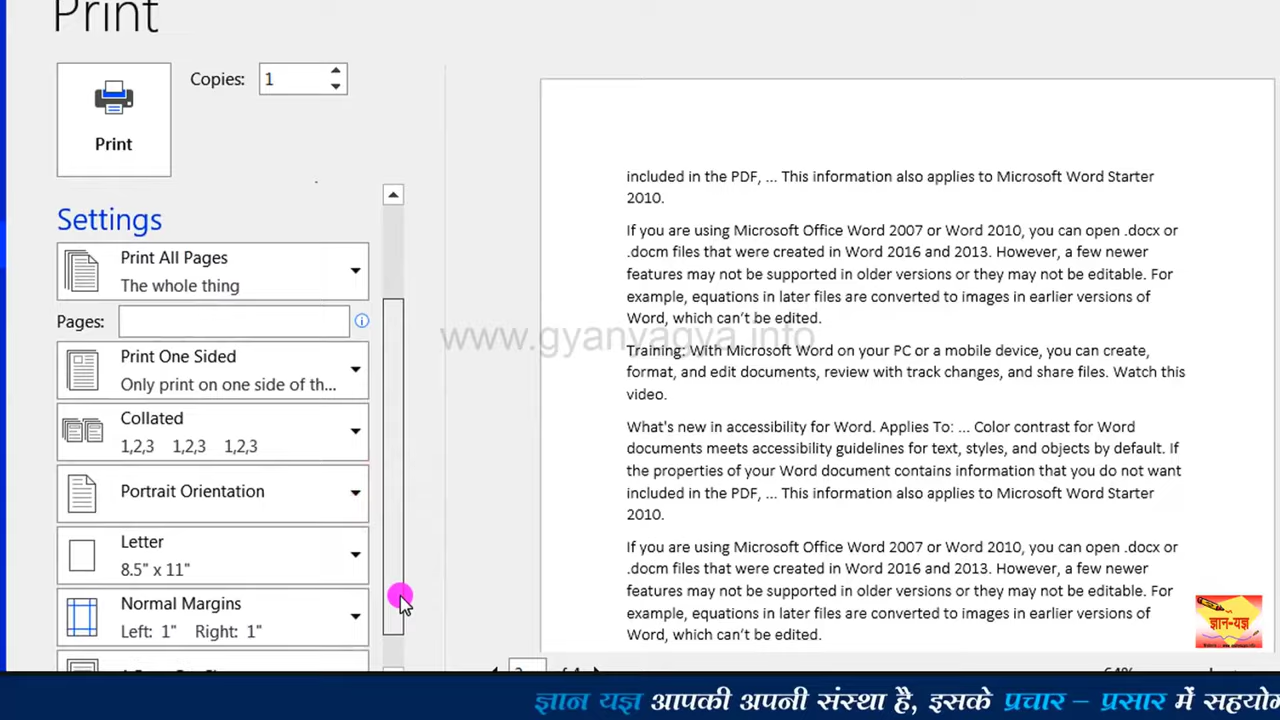 Print
Print
Copies: 1
Settings
Print All Pages
The whole thing
Pages:
Print One Sided
Only print on one side of th...
Collated
1,2,3 1,2,3 1,2,3
Portrait Orientation
Letter
8.5" x 11"
Normal Margins
Left: 1" Right: 1"
included in the PDF, ... This information also applies to Microsoft Word Starter
2010.
If you are using Microsoft Office Word 2007 or Word 2010, you can open .docx or
.docm files that were created in Word 2016 and 2013. However, a few newer
features may not be supported in older versions or they may not be editable. For
example, equations in later files are converted to images in earlier versions of
Word, which can't be edited.
www.gyanyagya.info
Training: With Microsoft Word on your PC or a mobile device, you can create,
format, and edit documents, review with track changes, and share files. Watch this
video.
What's new in accessibility for Word. Applies To: ... Color contrast for Word
documents meets accessibility guidelines for text, styles, and objects by default. If
the properties of your Word document contains information that you do not want
included in the PDF, ... This information also applies to Microsoft Word Starter
2010.
If you are using Microsoft Office Word 2007 or Word 2010, you can open .docx or
.docm files that were created in Word 2016 and 2013. However, a few newer
features may not be supported in older versions or they may not be editable. For
example, equations in later files are converted to images in earlier versions of
Word, which can't be edited.
ज्ञान-यज्ञ
64%
ज्ञान यज्ञ आपकी अपनी संस्था है, इसके प्रचार – प्रसार में सहयो